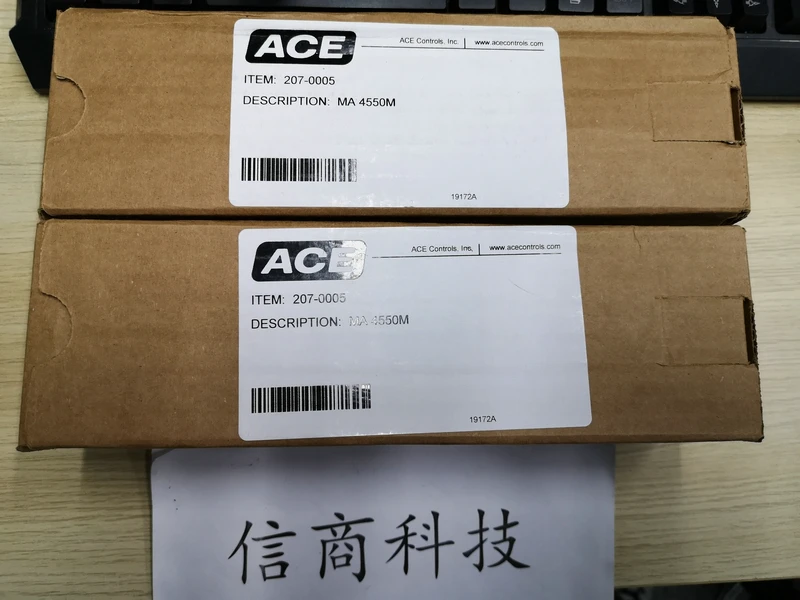 ACE
ACE Controls, Inc. | www.acecontrols.com
ITEM: 207-0005
DESCRIPTION: MA 4550M
19172A
ACE
ACE Controls, Inc. | www.acecontrols.com
ITEM: 207-0005
DESCRIPTION: MA 4550M
19172A
信商科技